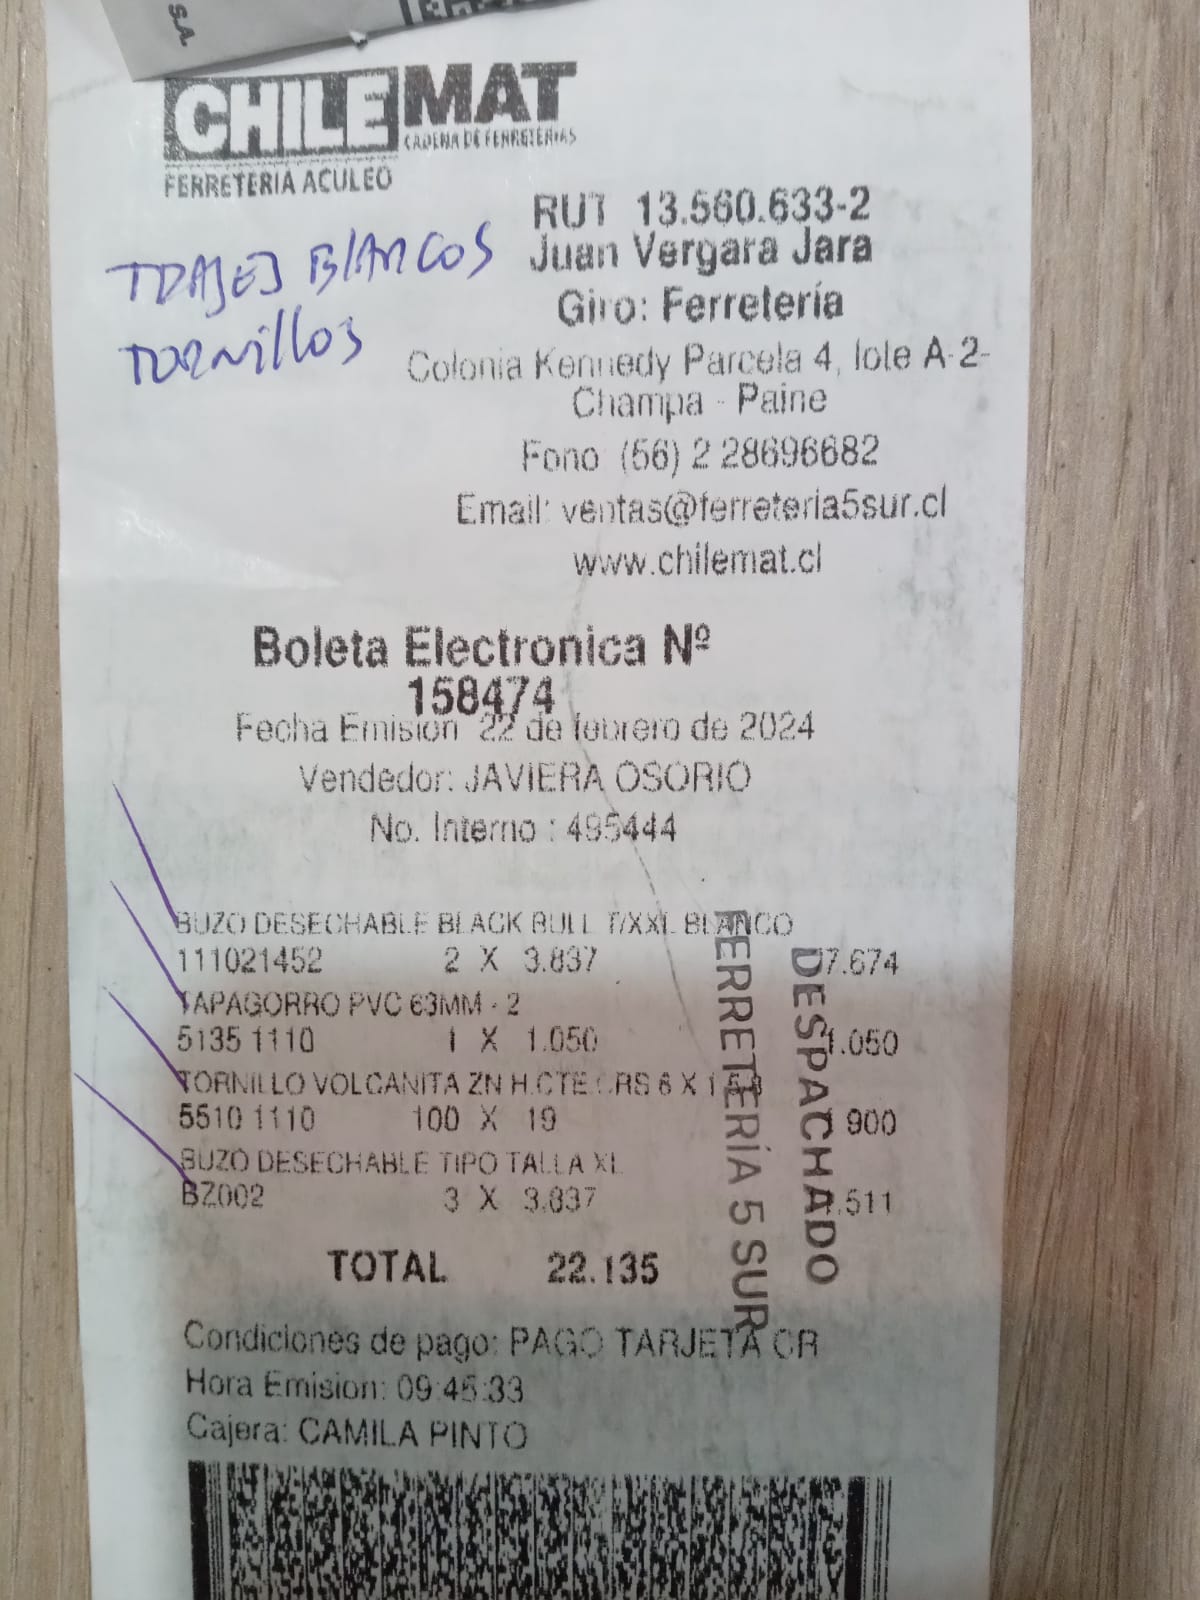 S.A.
CHILEMAT
CADENA DE FERRETERIAS
FERRETERIA ACULEO
TRAJES BLANCOS
TORNILLOS
RUT 13.560.633-2
Juan Vergara Jara
Giro: Ferretería
Colonia Kennedy Parcela 4, lote A-2-
Champa - Paine
Fono (56) 2 28696682
Email: ventas@ferreteria5sur.cl
www.chilemat.cl
Boleta Electronica Nº
158474
Fecha Emision 22 de febrero de 2024
Vendedor: JAVIERA OSORIO
No. Interno : 495444
BUZO DESECHABLE BLACK BULL T/XXL BLANCO
111021452 2 X 3.837 7.674
TAPAGORRO PVC 63MM - 2
5135 1110 1 X 1.050 1.050
TORNILLO VOLCANITA ZN H.CTE CRS 6 X 1
5510 1110 100 X 19 900
BUZO DESECHABLE TIPO TALLA XL
BZ002 3 X 3.837 .511
TOTAL 22.135
FERRETERÍA 5 SUR
DESPACHADO
Condiciones de pago: PAGO TARJETA CR
Hora Emision: 09:45:33
Cajera: CAMILA PINTO